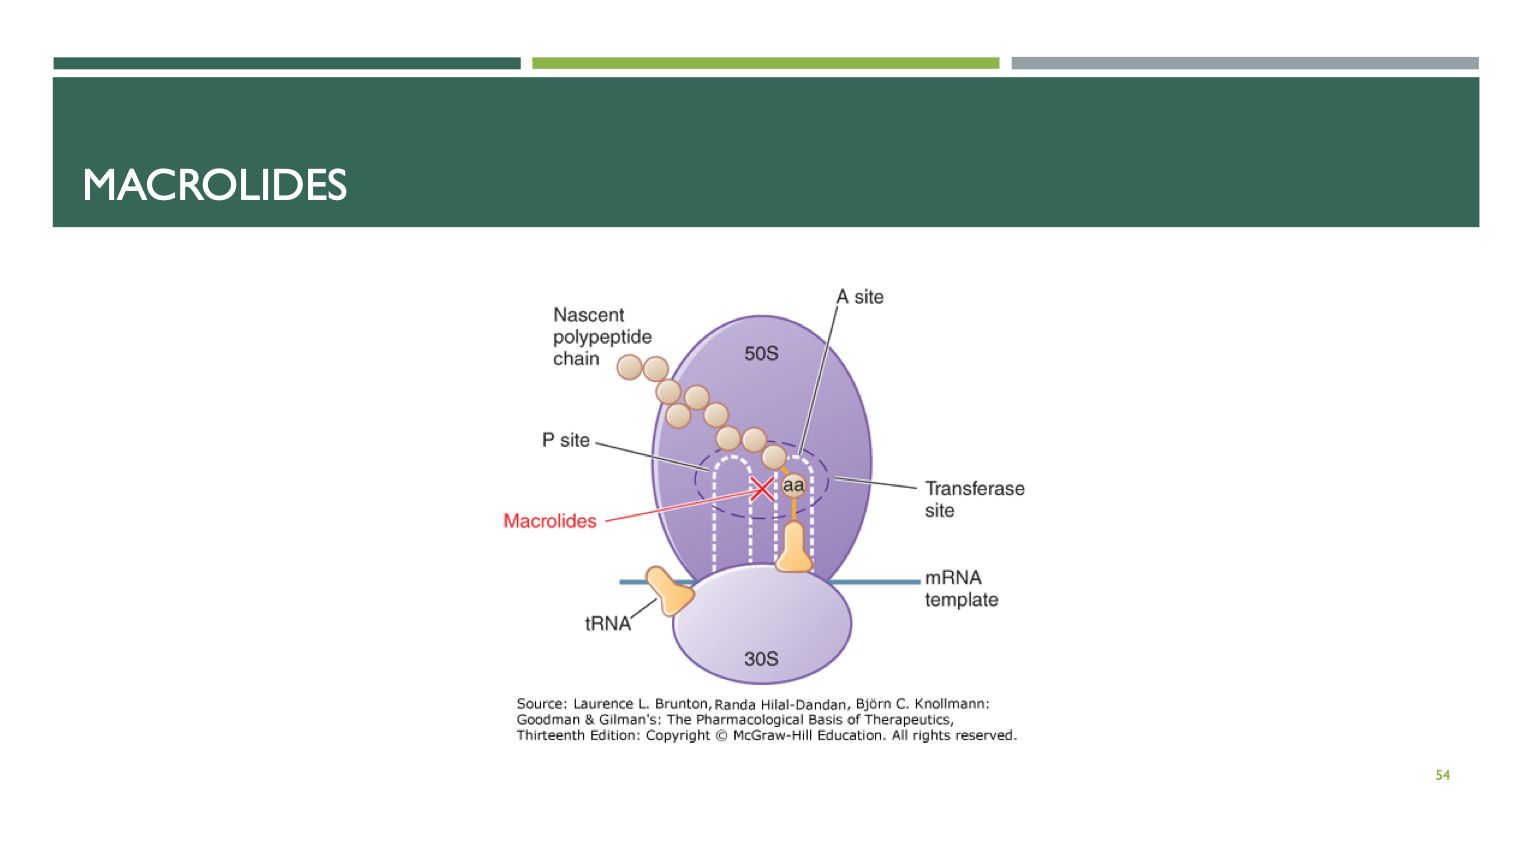 MACROLIDES
A site
Nascent
polypeptide
chain
50S
P site
aa
Transferase
site
Macrolides
mRNA
template
tRNA
30S
Source: Laurence L. Brunton, Randa Hilal-Dandan, Björn C. Knollmann:
Goodman & Gilman's: The Pharmacological Basis of Therapeutics,
Thirteenth Edition: Copyright © McGraw-Hill Education. All rights reserved.
54